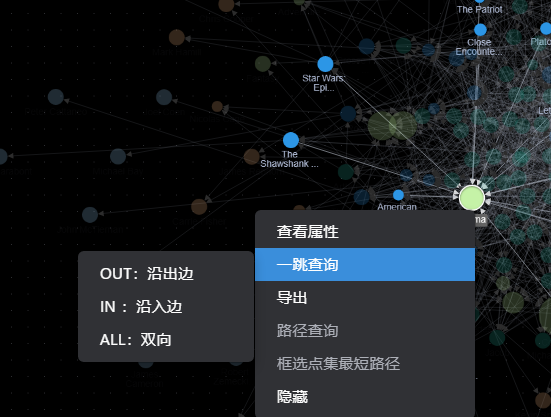 The Patriot
Close
Encounte...
Plato
Star Wars:
Epi...
Let
The
Shawshank ...
American
ma
查看属性
一跳查询
导出
路径查询
框选点集最短路径
隐藏
OUT：沿出边
IN ：沿入边
ALL：双向